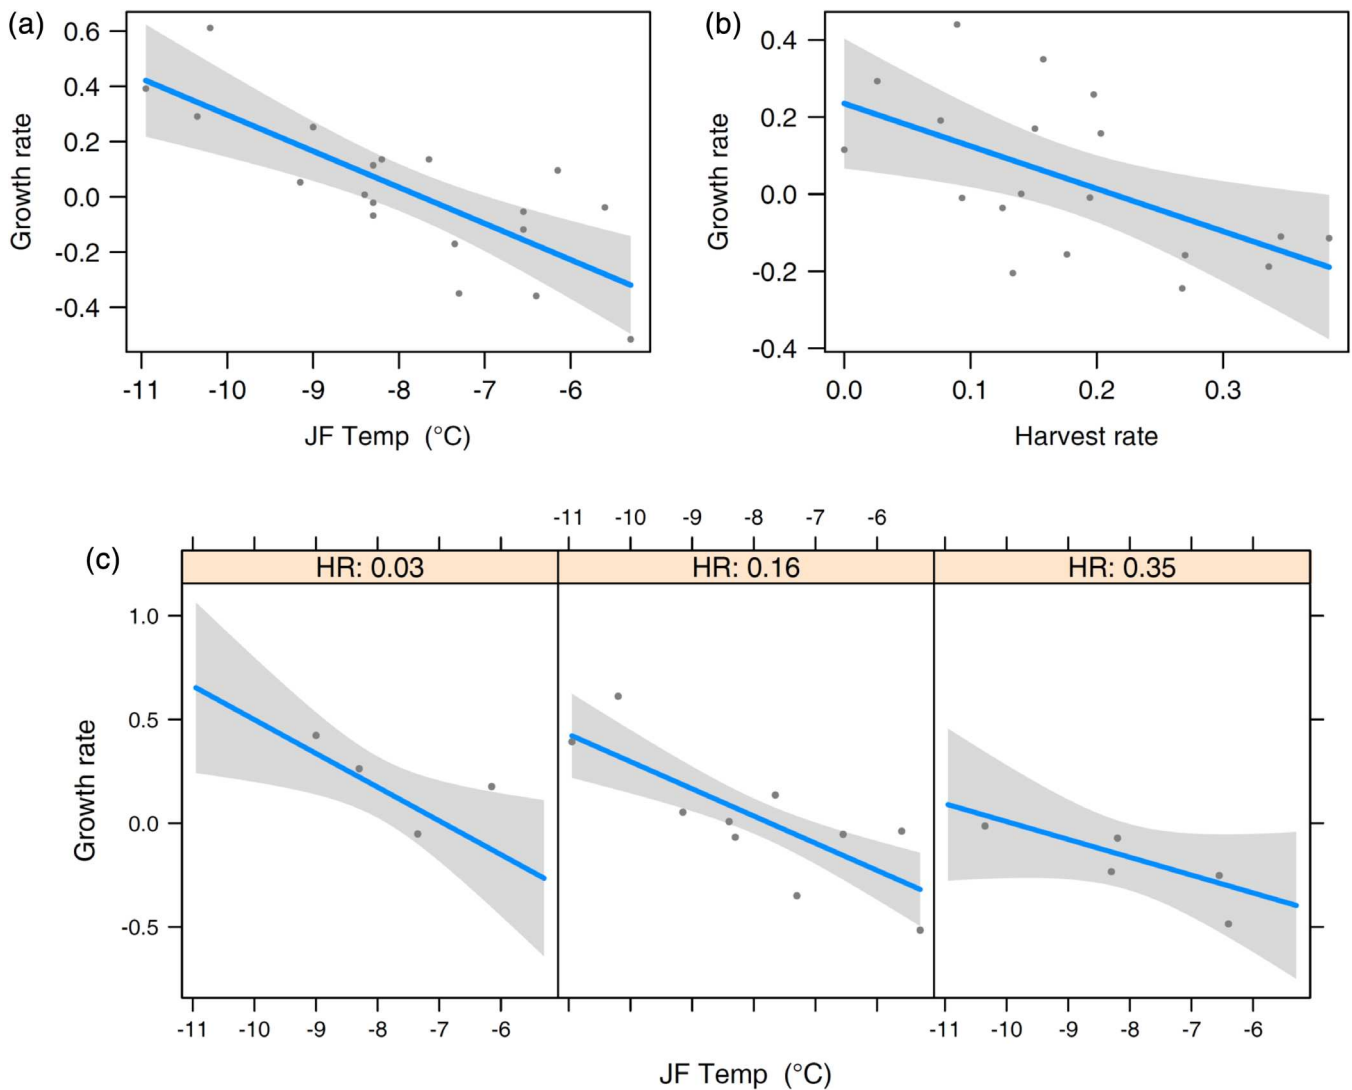 (a)
Growth rate
0.6
0.4
0.2
0.0
-0.2
-0.4
-11 -10 -9 -8 -7 -6
JF Temp (°C)
(b)
Growth rate
0.4
0.2
0.0
-0.2
-0.4
0.0 0.1 0.2 0.3
Harvest rate
(c)
-11 -10 -9 -8 -7 -6
HR: 0.03 HR: 0.16 HR: 0.35
Growth rate
1.0
0.5
0.0
-0.5
-11 -10 -9 -8 -7 -6 -11 -10 -9 -8 -7 -6
JF Temp (°C)